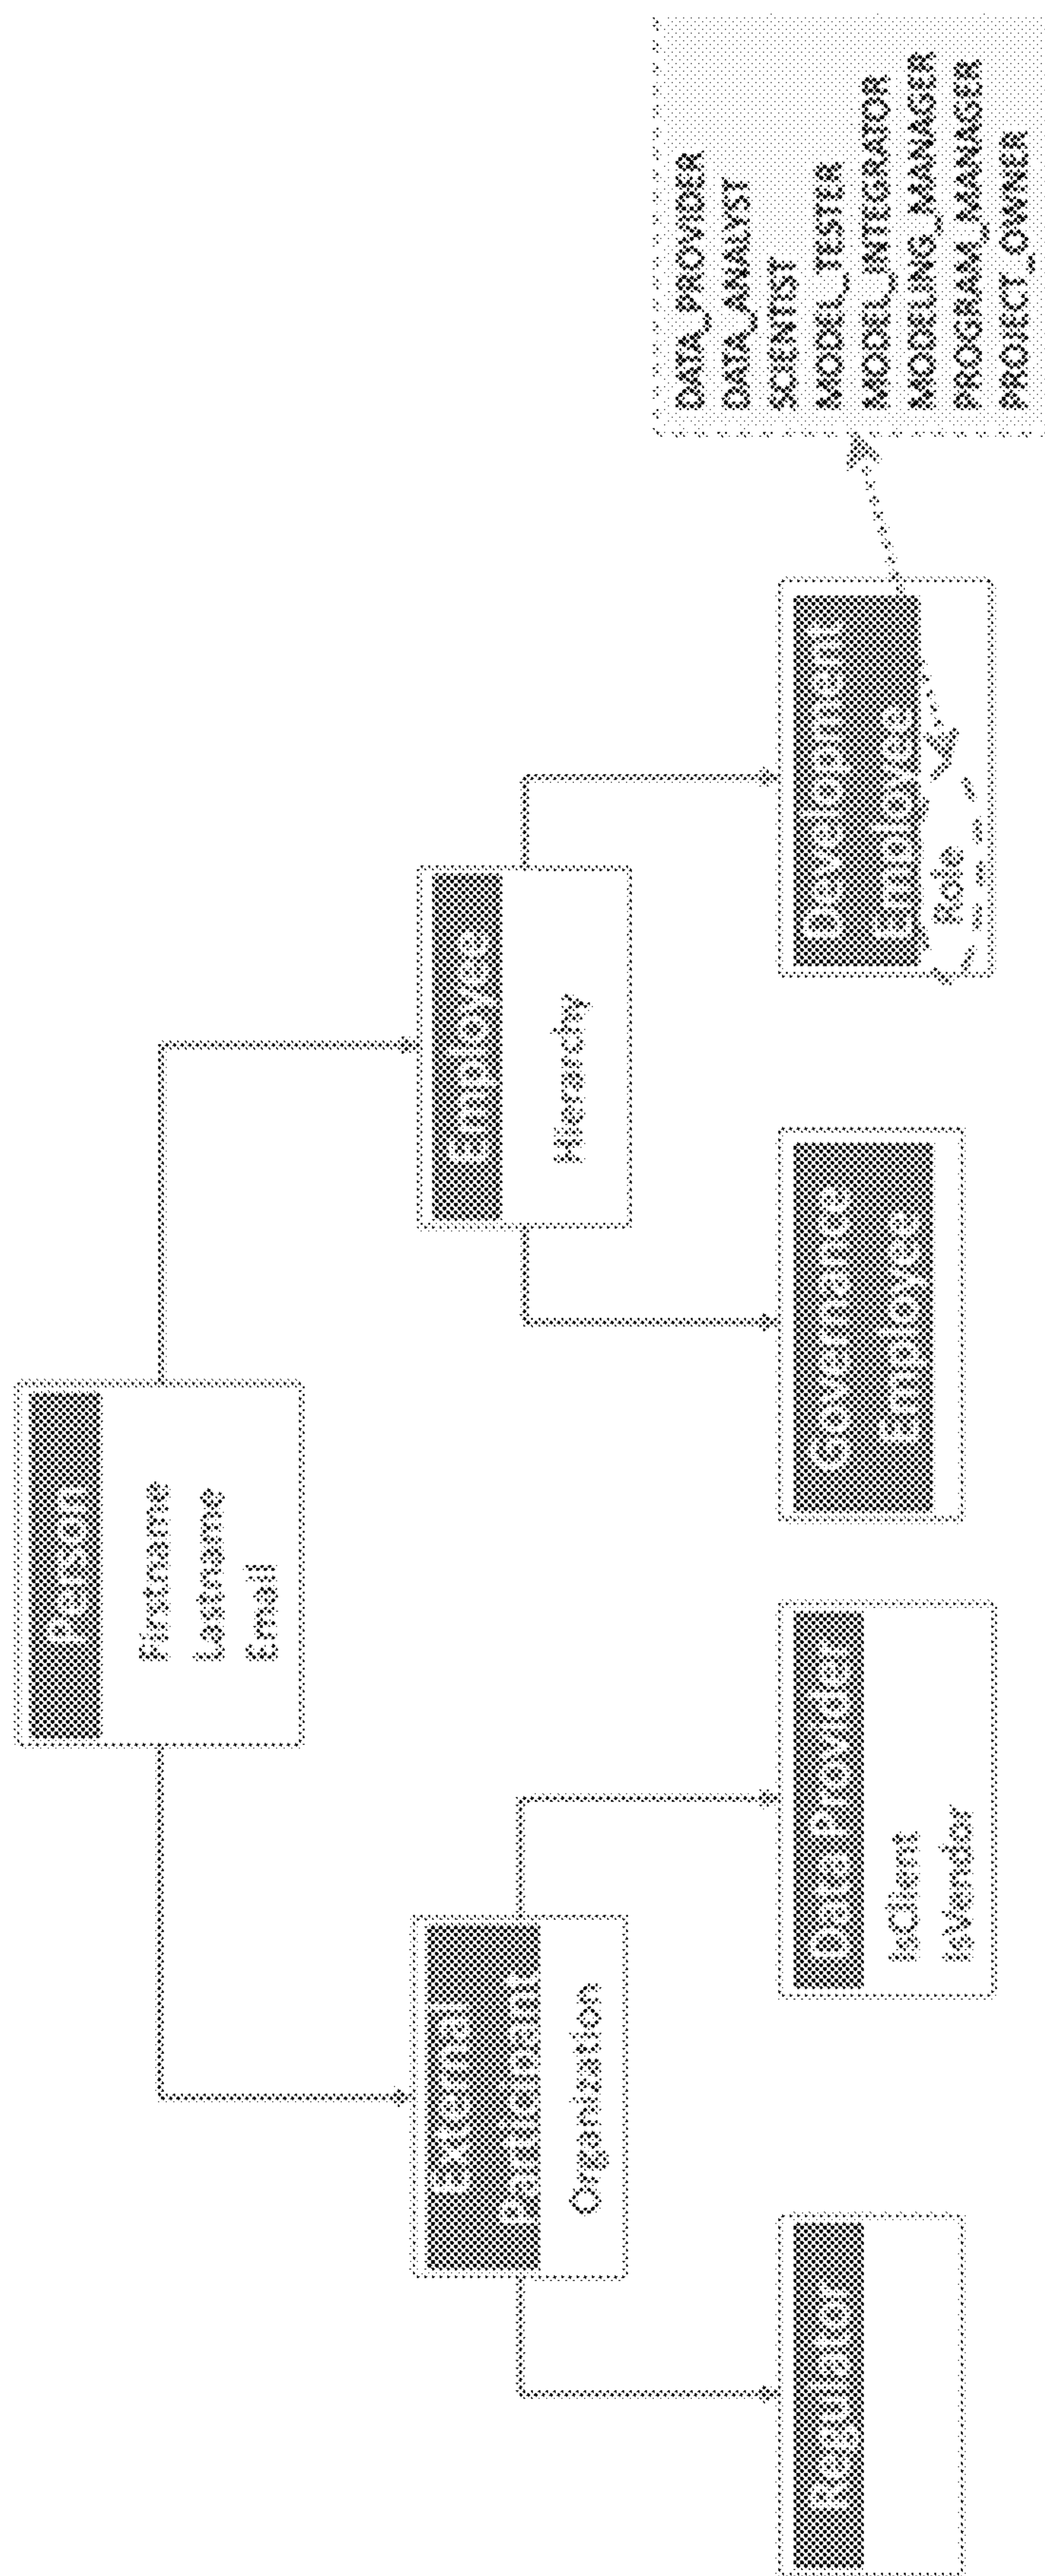 Person
Firstname
Lastname
Email
External
Participant
Organization
Employee
Hierarchy
Regulator
Data Provider
IsClient
IsVendor
Governance
Employee
Development
Employee
Role
DATA_PROVIDER
DATA_ANALYST
SCIENTIST
MODEL_TESTER
MODEL_INTEGRATOR
MODELING_MANAGER
PROGRAM_MANAGER
PROJECT_OWNER